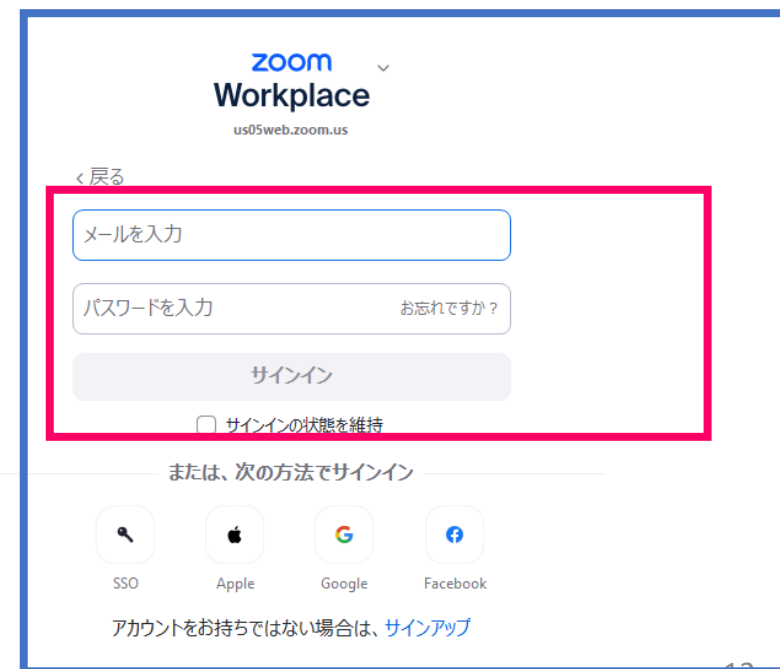 zoom
Workplace
us05web.zoom.us
<戻る
メールを入力
パスワードを入力 お忘れですか?
サインイン
サインインの状態を維持
または、次の方法でサインイン
SSO Apple Google Facebook
アカウントをお持ちではない場合は、サインアップ